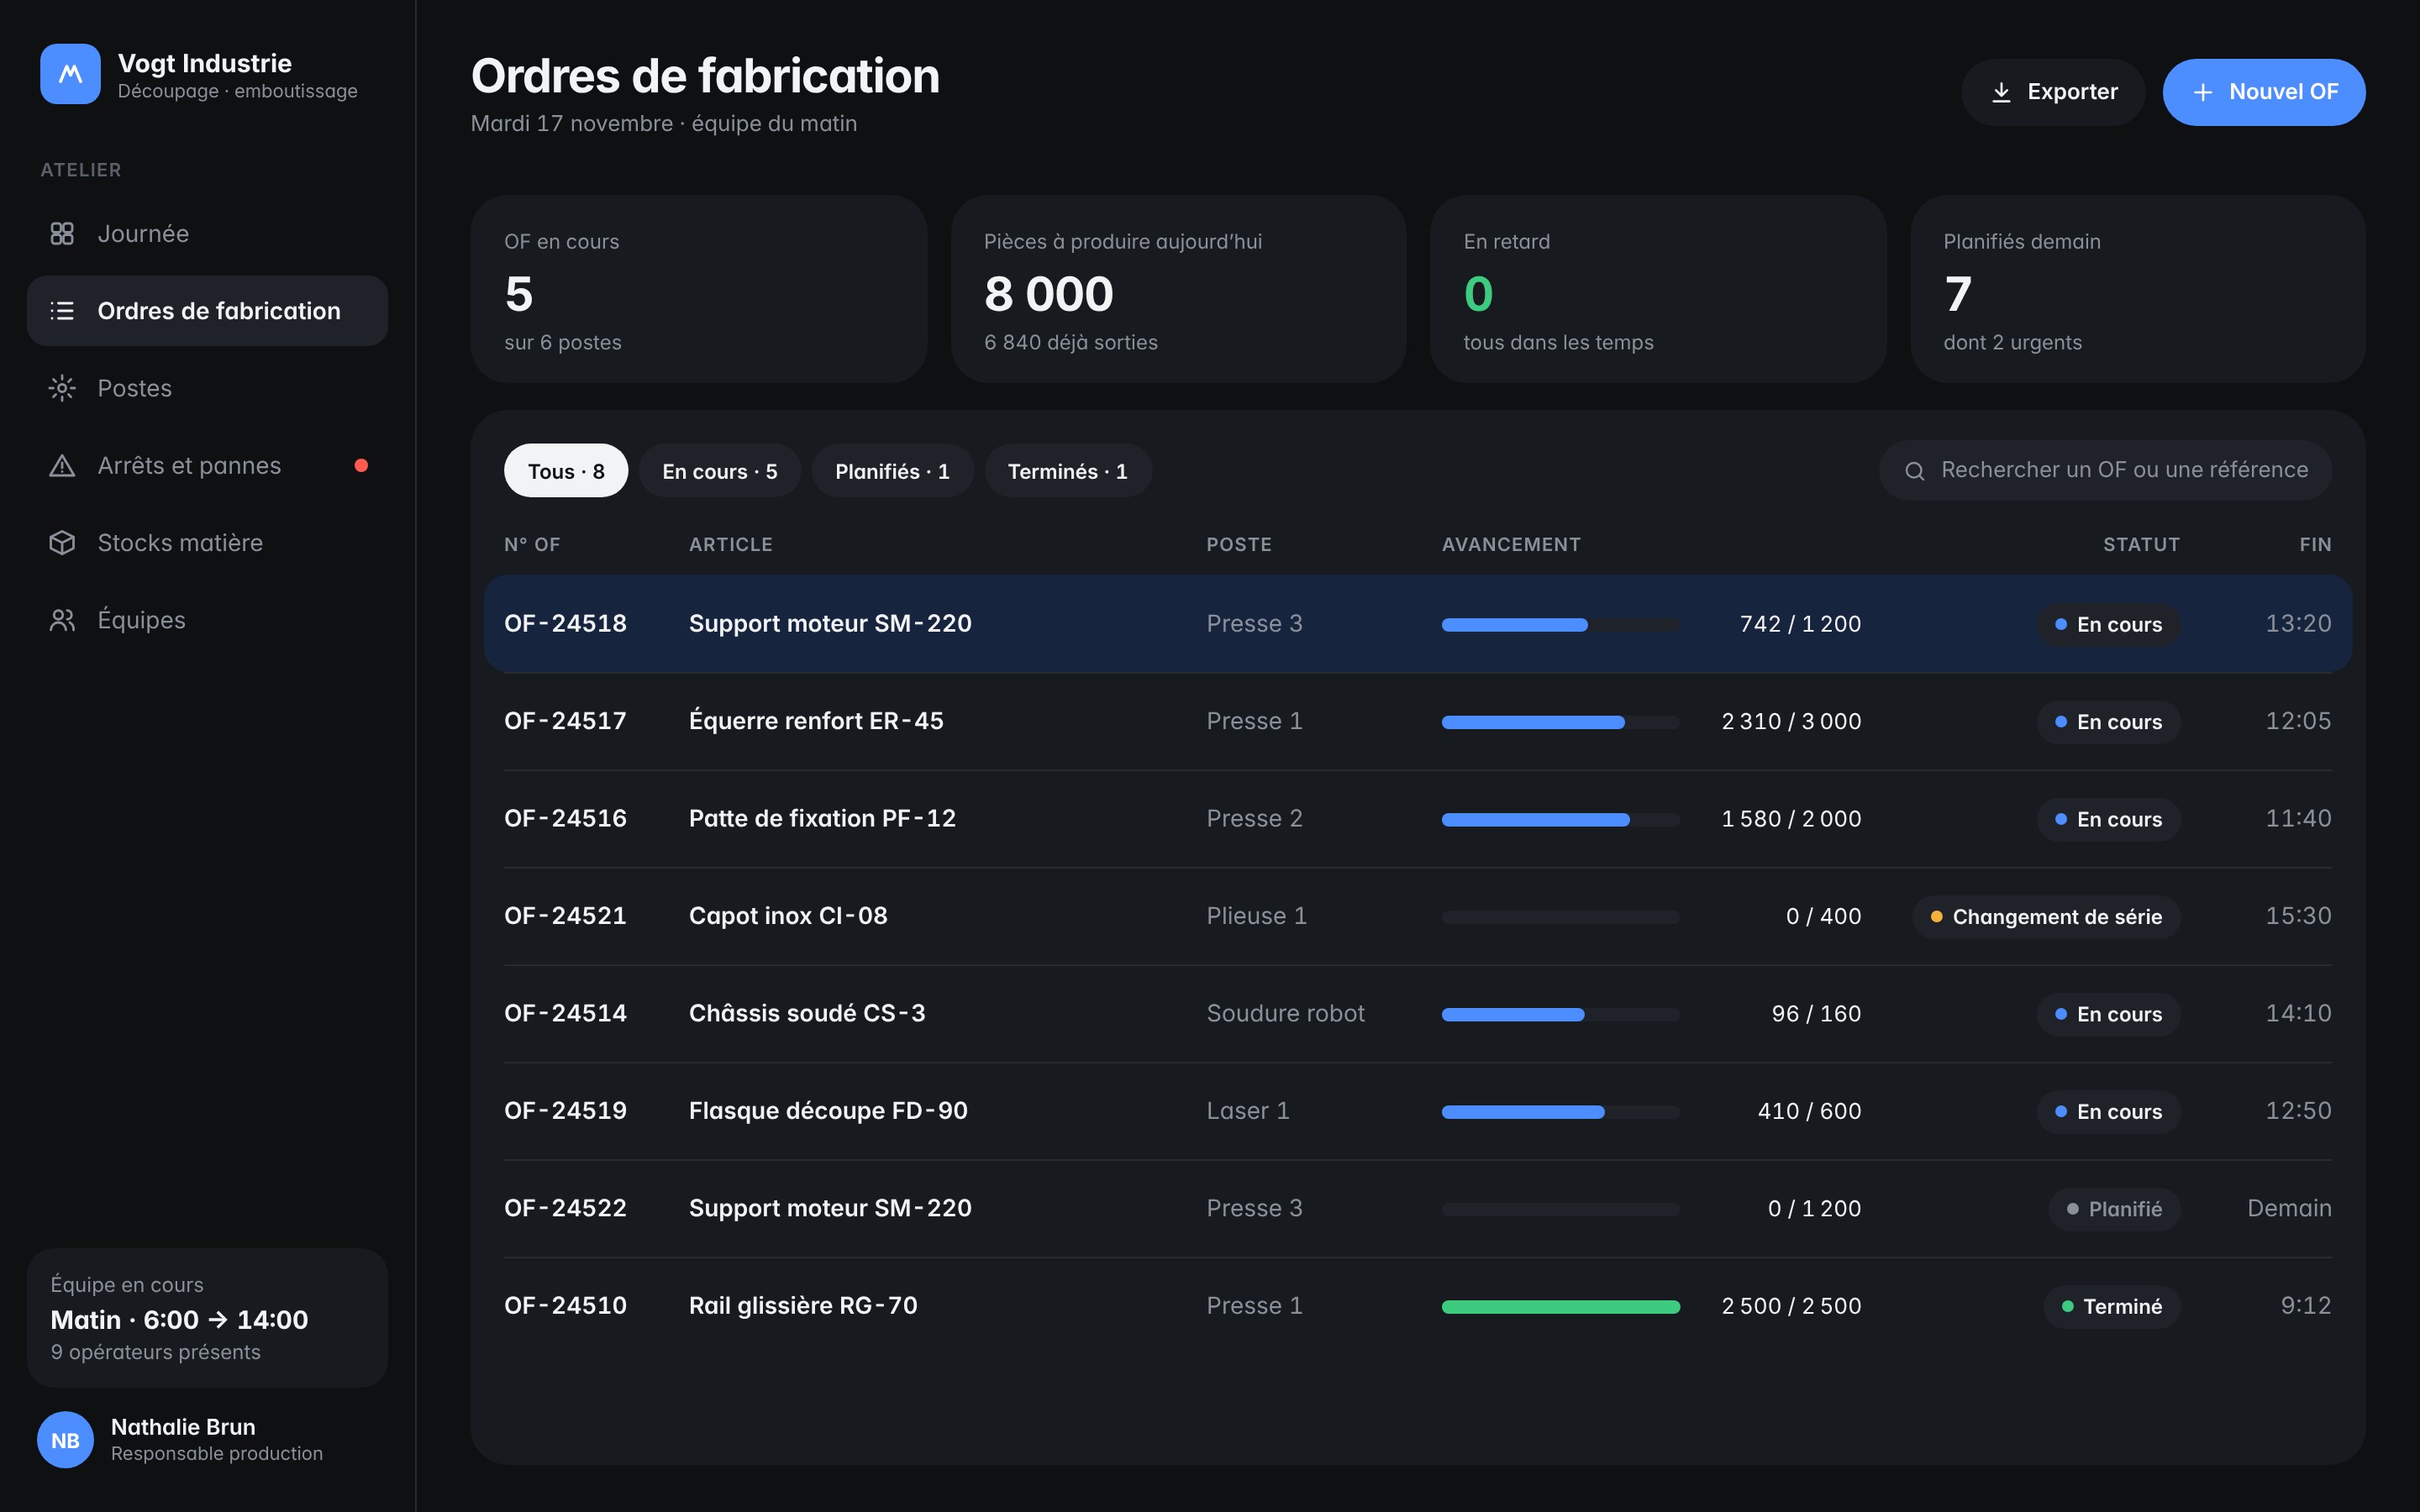 Vogt Industrie
Découpage · emboutissage
ATELIER
Journée
Ordres de fabrication
Postes
Arrêts et pannes
Stocks matière
Équipes
Équipe en cours
Matin · 6:00 → 14:00
9 opérateurs présents
NB
Nathalie Brun
Responsable production
Ordres de fabrication
Mardi 17 novembre · équipe du matin
Exporter
Nouvel OF
OF en cours
5
sur 6 postes
Pièces à produire aujourd’hui
8 000
6 840 déjà sorties
En retard
0
tous dans les temps
Planifiés demain
7
dont 2 urgents
Tous · 8 En cours · 5 Planifiés · 1 Terminés · 1
Rechercher un OF ou une référence
N° OF ARTICLE POSTE AVANCEMENT STATUT FIN
OF-24518 Support moteur SM-220 Presse 3 742 / 1 200 En cours 13:20
OF-24517 Équerre renfort ER-45 Presse 1 2 310 / 3 000 En cours 12:05
OF-24516 Patte de fixation PF-12 Presse 2 1 580 / 2 000 En cours 11:40
OF-24521 Capot inox CI-08 Plieuse 1 0 / 400 Changement de série 15:30
OF-24514 Châssis soudé CS-3 Soudure robot 96 / 160 En cours 14:10
OF-24519 Flasque découpe FD-90 Laser 1 410 / 600 En cours 12:50
OF-24522 Support moteur SM-220 Presse 3 0 / 1 200 Planifié Demain
OF-24510 Rail glissière RG-70 Presse 1 2 500 / 2 500 Terminé 9:12